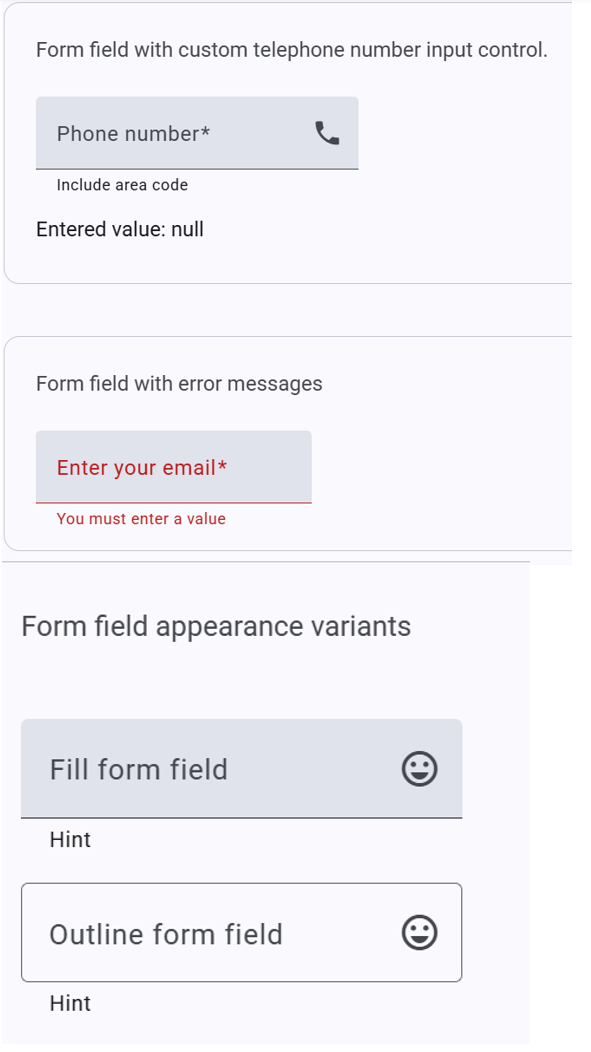 Form field with custom telephone number input control.
Phone number*
Include area code
Entered value: null
Form field with error messages
Enter your email*
You must enter a value
Form field appearance variants
Fill form field
Hint
Outline form field
Hint